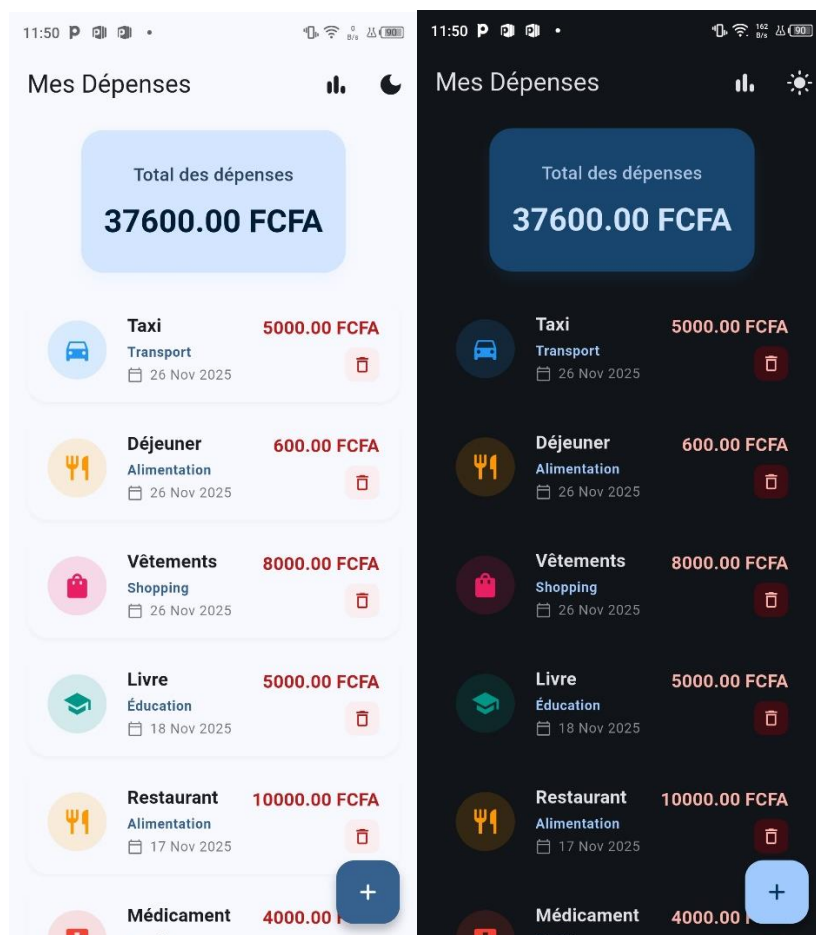 11:50
Mes Dépenses
Total des dépenses
37600.00 FCFA
Taxi
5000.00 FCFA
Transport
26 Nov 2025
Déjeuner
600.00 FCFA
Alimentation
26 Nov 2025
Vêtements
8000.00 FCFA
Shopping
26 Nov 2025
Livre
5000.00 FCFA
Éducation
18 Nov 2025
Restaurant
10000.00 FCFA
Alimentation
17 Nov 2025
Médicament
4000.00
11:50
162 B/s
90
Mes Dépenses
Total des dépenses
37600.00 FCFA
Taxi
5000.00 FCFA
Transport
26 Nov 2025
Déjeuner
600.00 FCFA
Alimentation
26 Nov 2025
Vêtements
8000.00 FCFA
Shopping
26 Nov 2025
Livre
5000.00 FCFA
Éducation
18 Nov 2025
Restaurant
10000.00 FCFA
Alimentation
17 Nov 2025
Médicament
4000.00